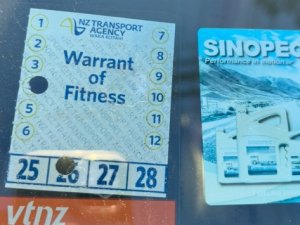 NZ TRANSPORT
AGENCY
WAKA KOTAHI
1
2
3
5
6
7
8
9
10
11
12
Warrant
of
Fitness
25 26 27 28
vtnz
SINOPEC
Performance in motion